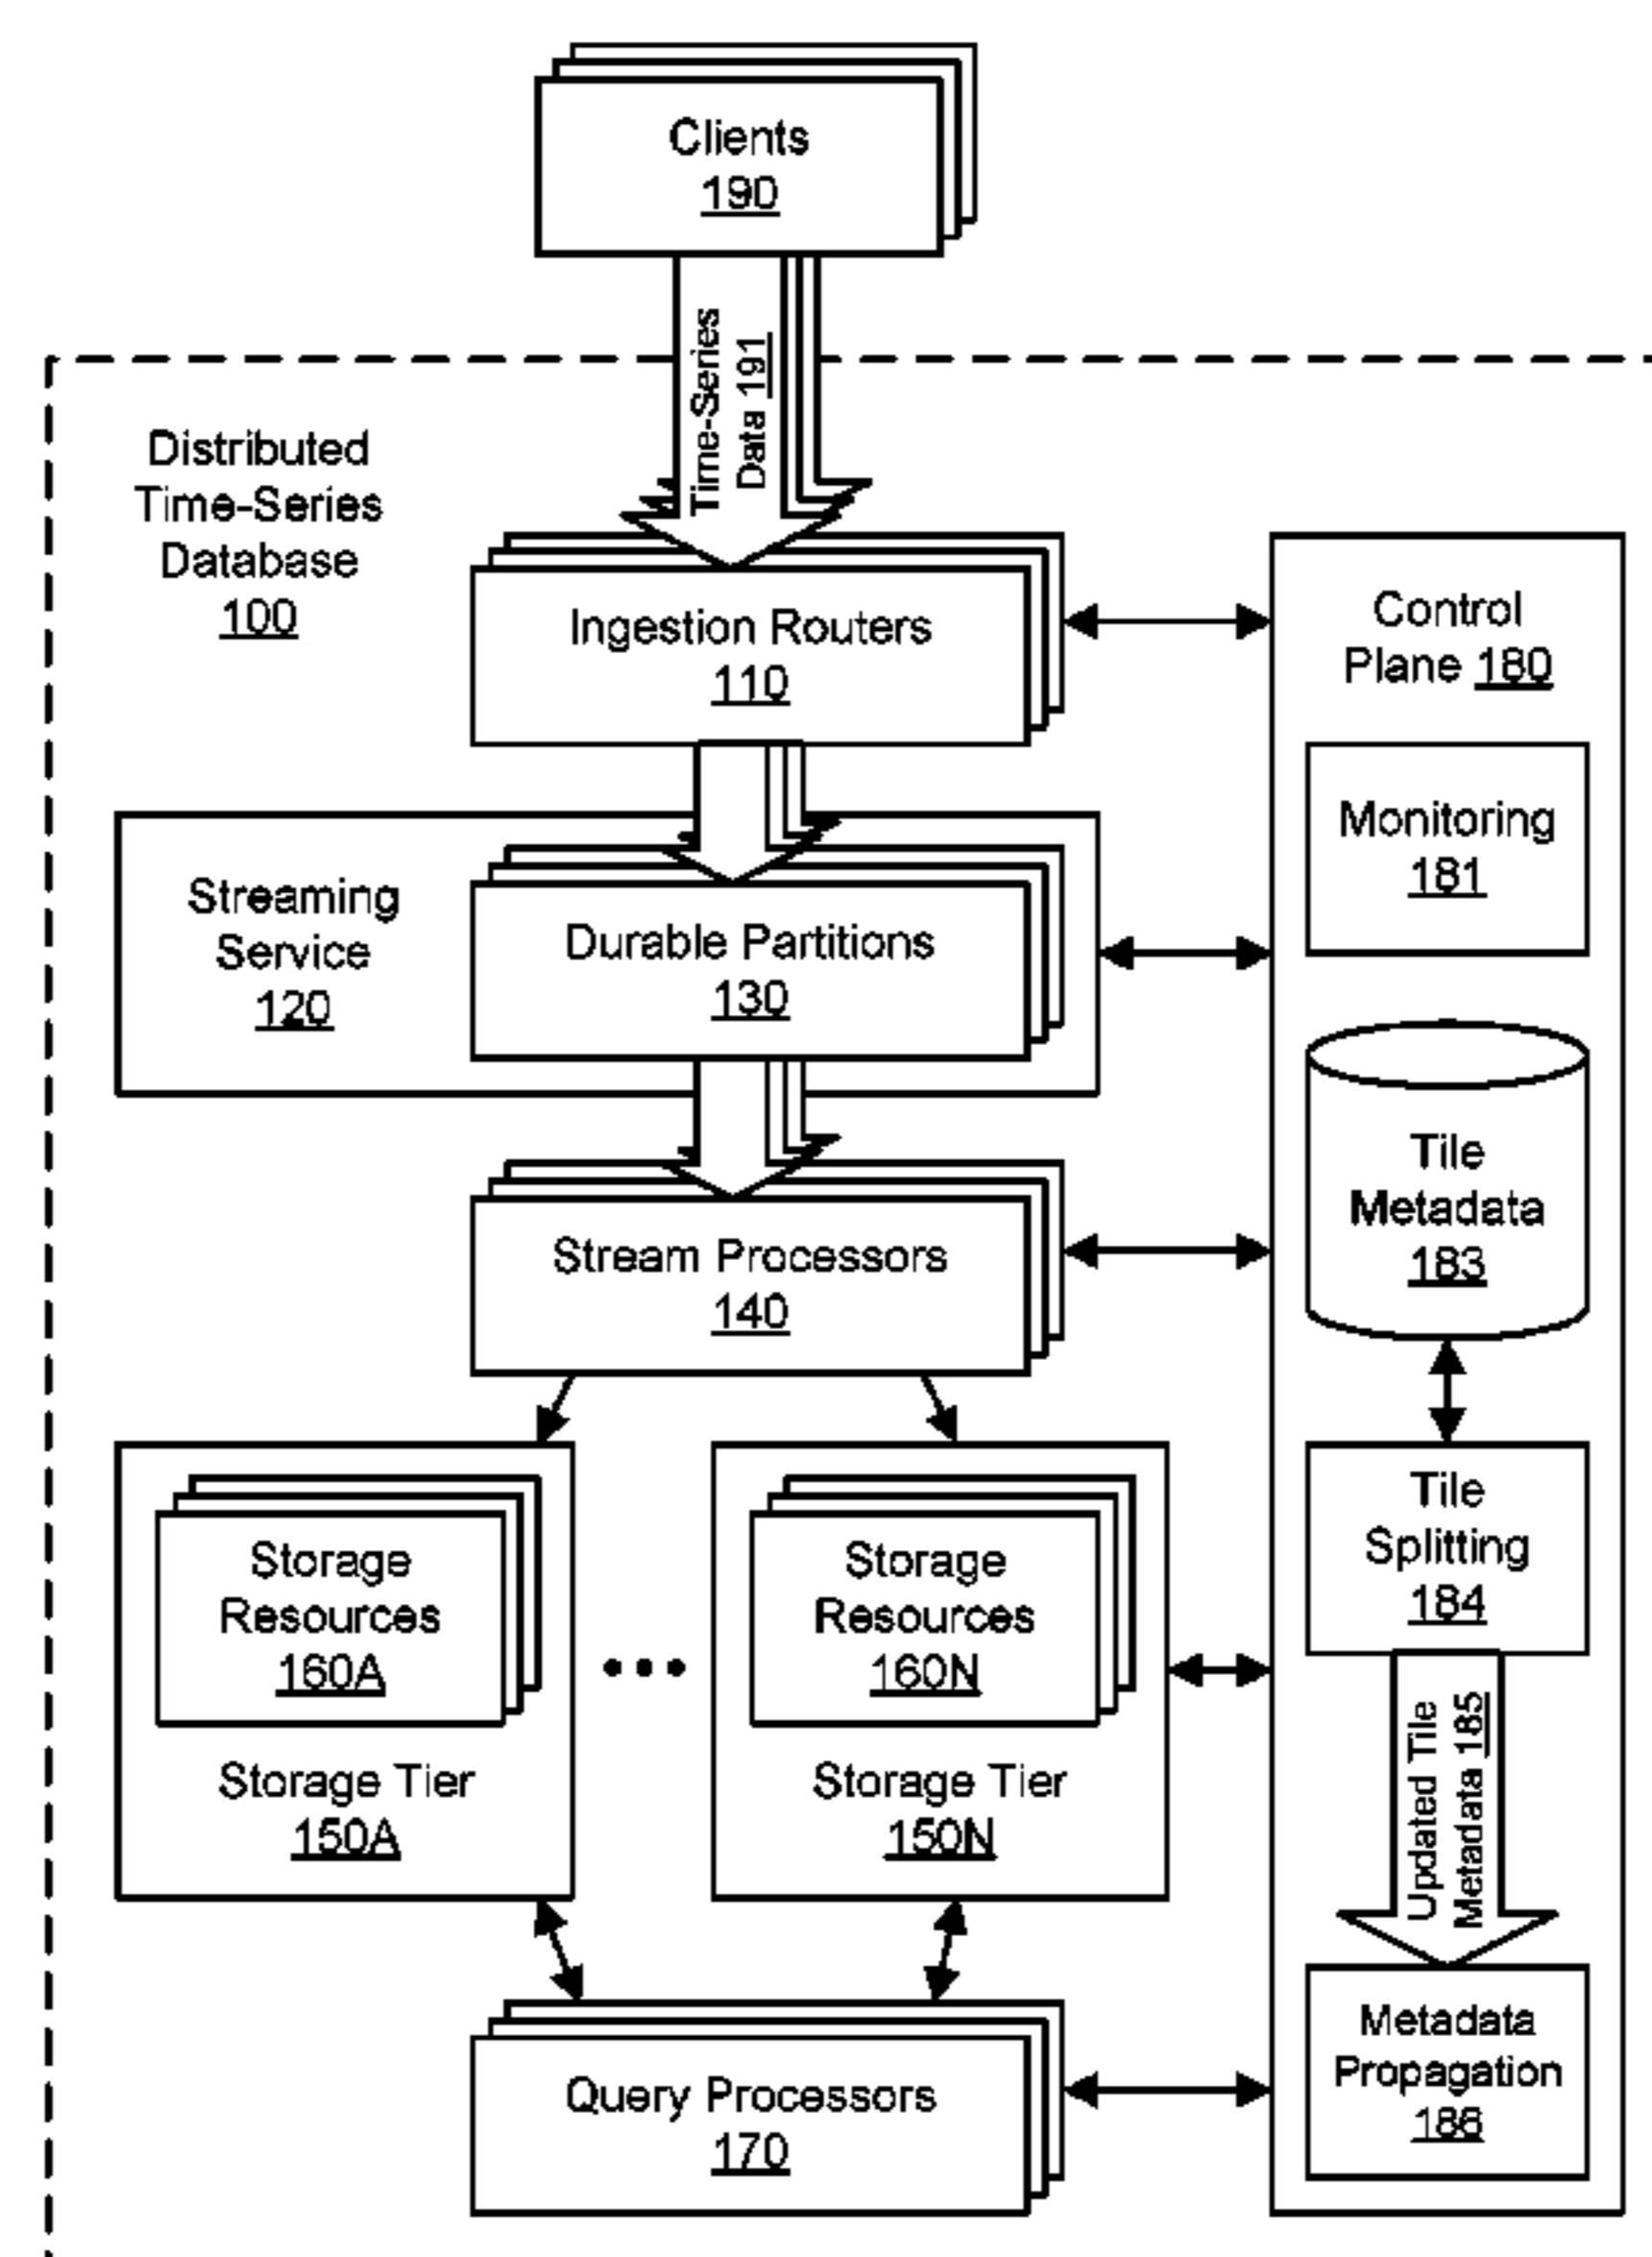 Clients
190
Time-Series
Data 191
Distributed
Time-Series
Database
100
Ingestion Routers
110
Control
Plane 180
Monitoring
181
Streaming
Service
120
Durable Partitions
130
Tile
Metadata
183
Stream Processors
140
Tile
Splitting
184
Storage
Resources
160A
Storage Tier
150A
Storage
Resources
160N
Storage Tier
150N
Updated Tile
Metadata 185
Metadata
Propagation
186
Query Processors
170